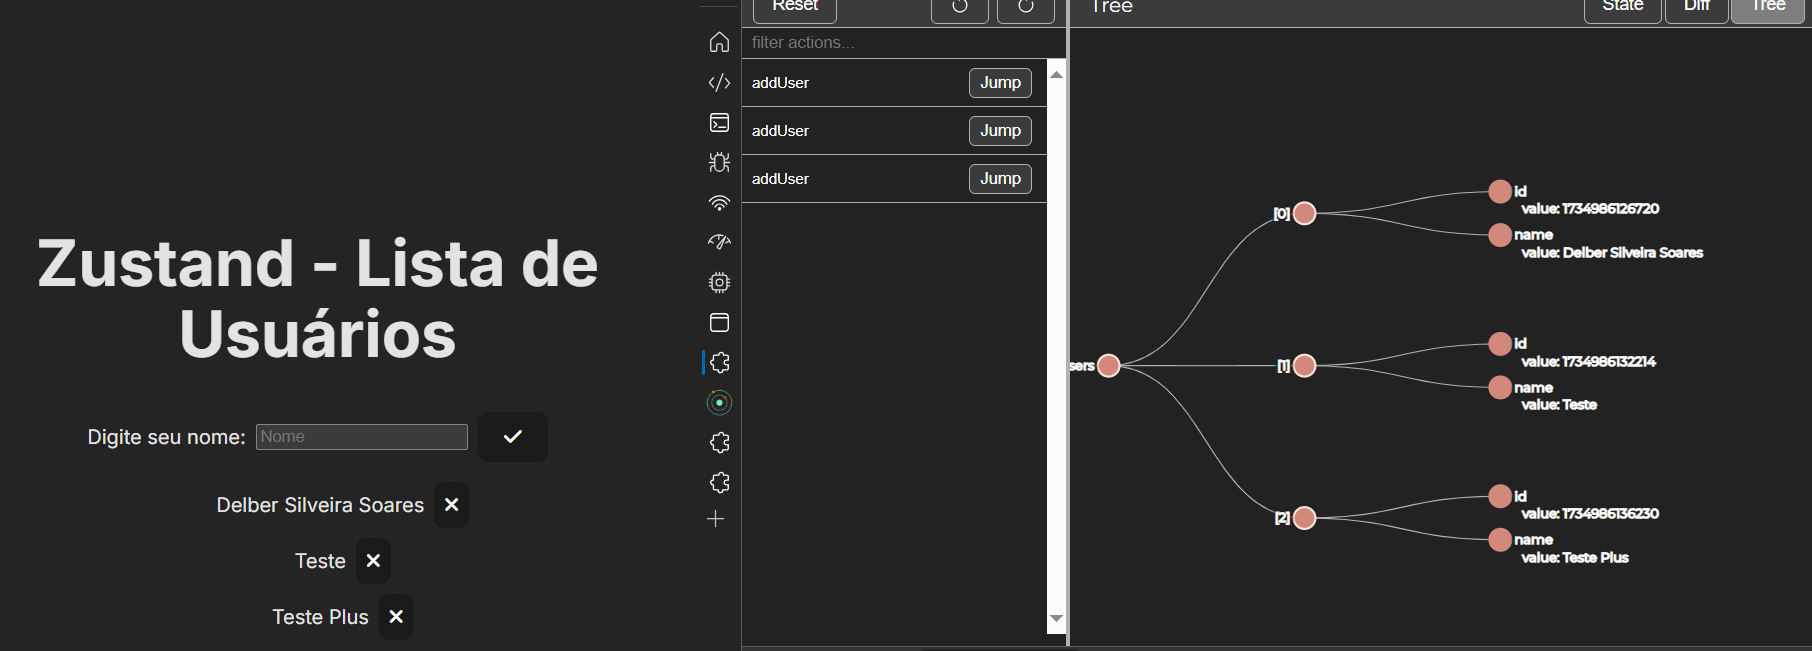 Zustand - Lista de
Usuários
Digite seu nome:
Nome
Delber Silveira Soares
Teste
Teste Plus
Reset
filter actions...
addUser
Jump
addUser
Jump
addUser
Jump
Tree
State
Diff
Tree
sers
[0]
id
value: 1734986126720
name
value: Delber Silveira Soares
[1]
id
value: 1734986132214
name
value: Teste
[2]
id
value: 1734986136230
name
value: Teste Plus